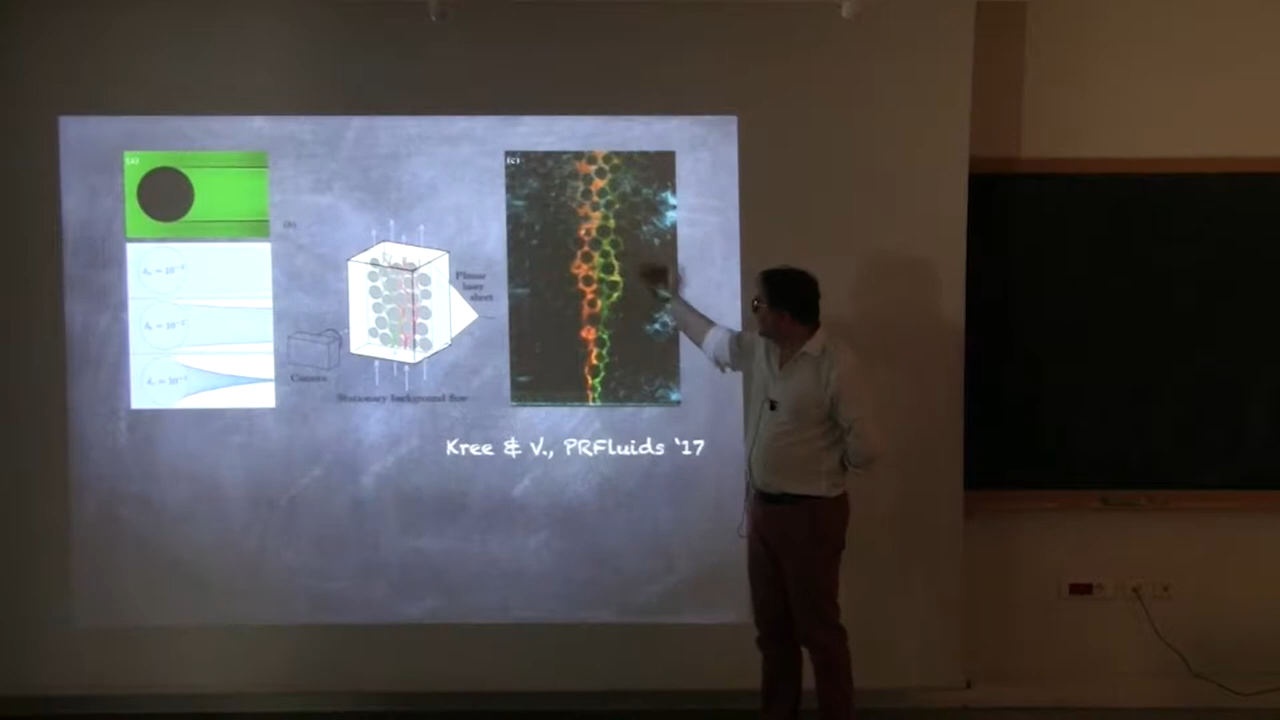 (a)
(b)
(c)
Planar
laser
sheet
Camera
Stationary background flow
Kree & V., PRFluids '17